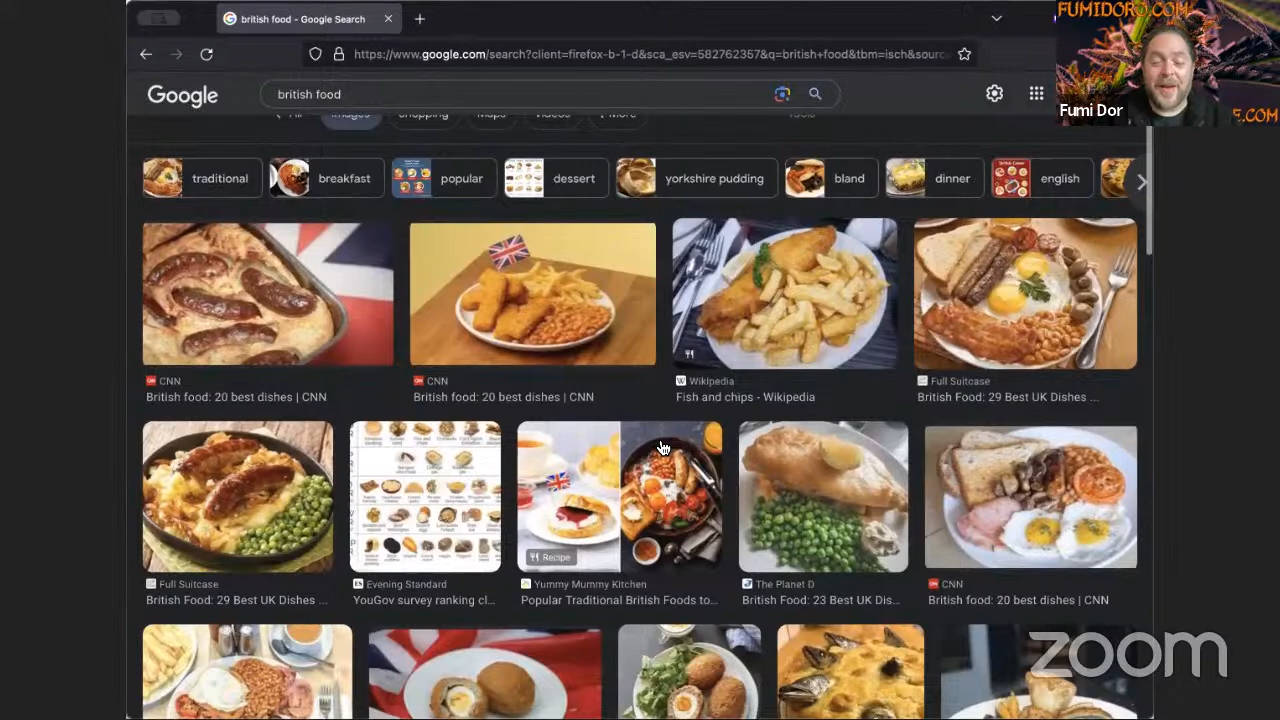 british food - Google Search
FUMIDORO.COM
https://www.google.com/search?client=firefox-b-1-d&sca_esv=582762357&q=british+food&tbm=isch&sourc
Google
british food
Fumi Dor
E.COM
All
Images
Shopping
Maps
Videos
More
traditional
breakfast
popular
dessert
yorkshire pudding
bland
dinner
english
CNN
British food: 20 best dishes | CNN
CNN
British food: 20 best dishes | CNN
Wikipedia
Fish and chips - Wikipedia
Full Suitcase
British Food: 29 Best UK Dishes ...
Recipe
Full Suitcase
British Food: 29 Best UK Dishes ...
ES Evening Standard
YouGov survey ranking cl...
Yummy Mummy Kitchen
Popular Traditional British Foods to...
The Planet D
British Food: 23 Best UK Dis...
CNN
British food: 20 best dishes | CNN
zoom